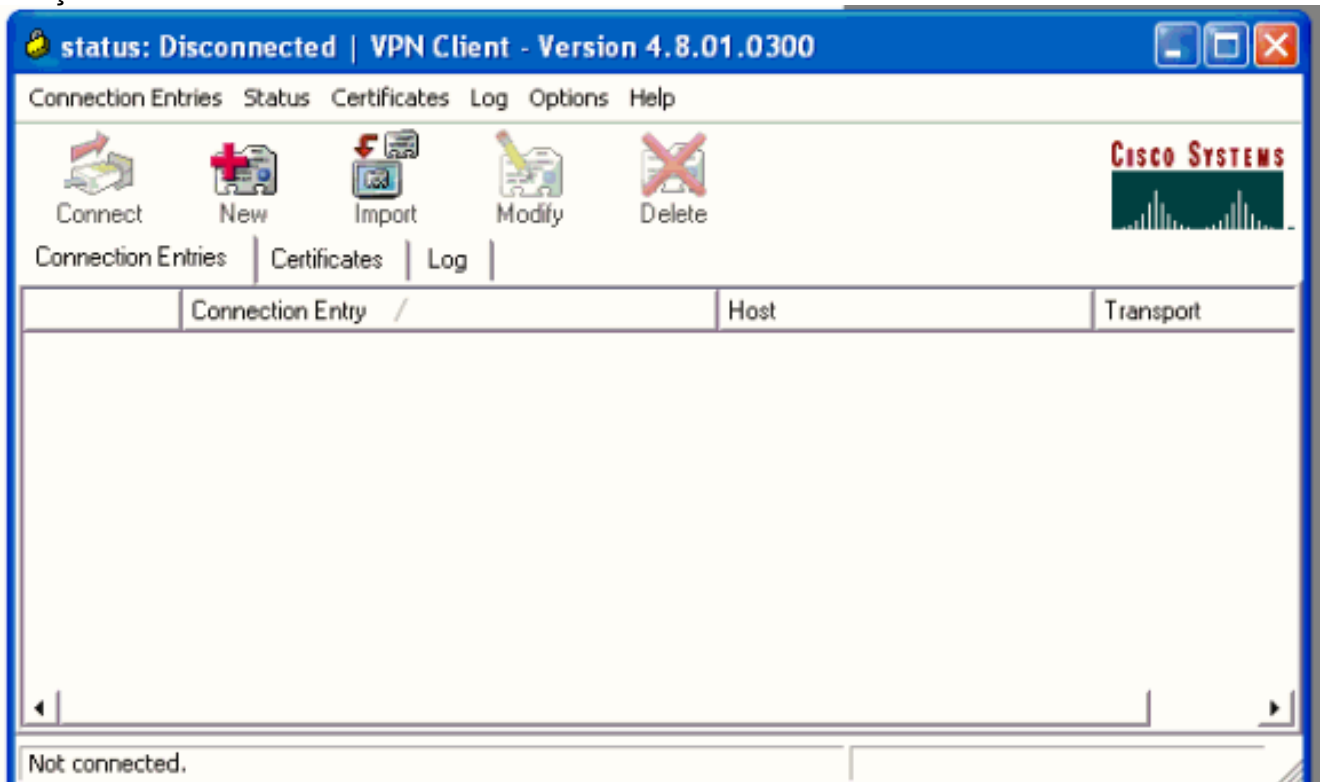 status: Disconnected | VPN Client - Version 4.8.01.0300
Connection Entries Status Certificates Log Options Help
Connect New Import Modify Delete
CISCO SYSTEMS
Connection Entries Certificates Log
Connection Entry Host Transport
Not connected.